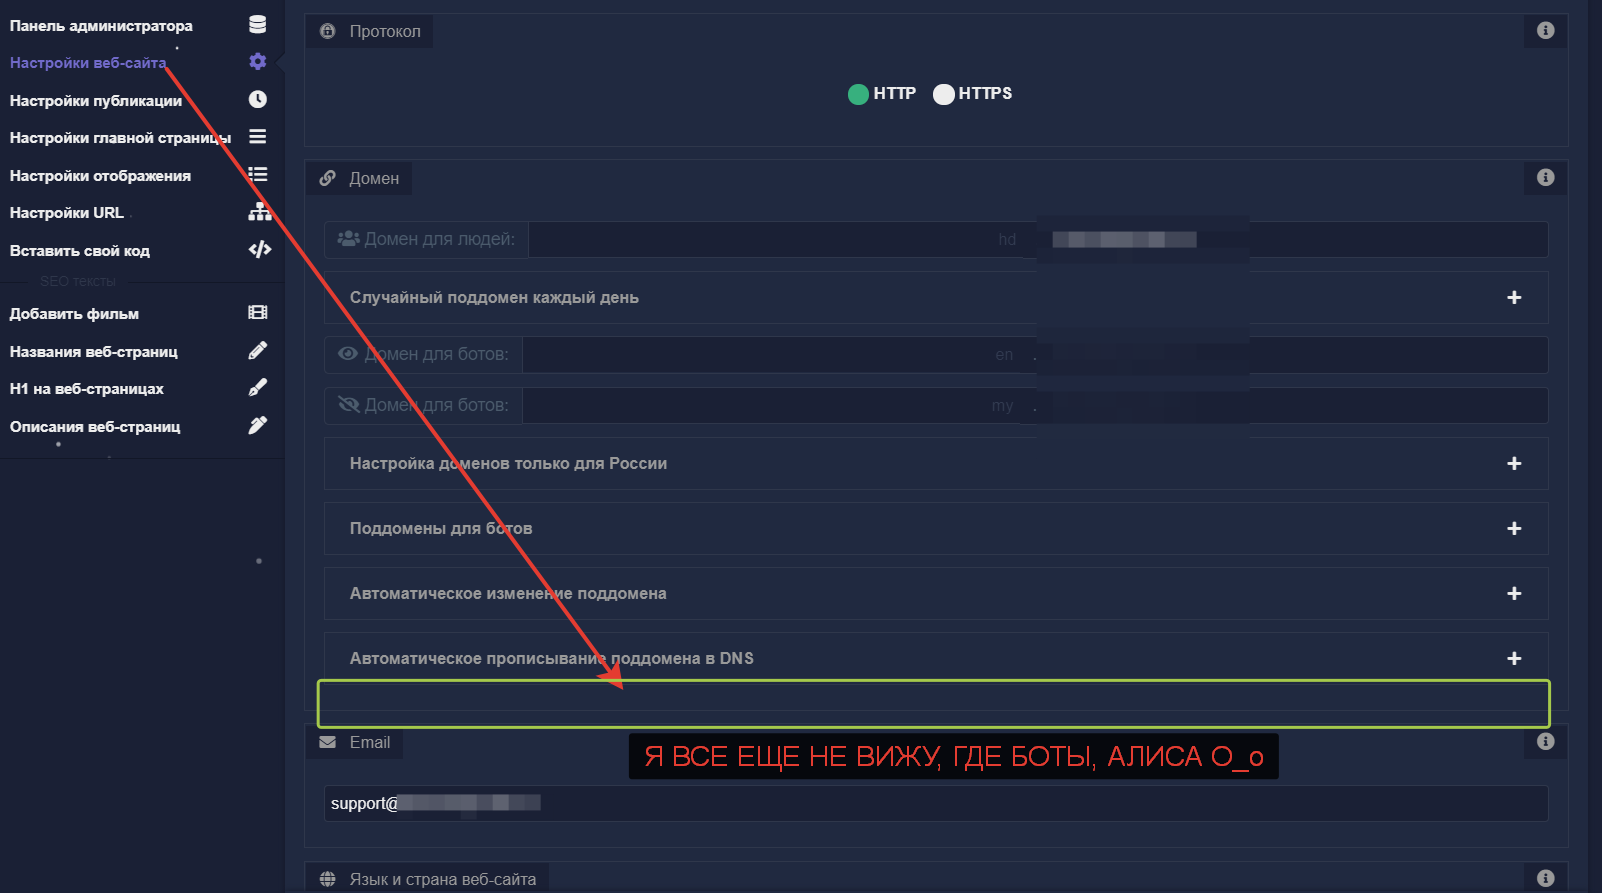 Панель администратора
Настройки веб-сайта
Настройки публикации
Настройки главной страницы
Настройки отображения
Настройки URL
Вставить свой код
SEO тексты
Добавить фильм
Названия веб-страниц
H1 на веб-страницах
Описания веб-страниц
Протокол
HTTP HTTPS
Домен
Домен для людей: hd
Случайный поддомен каждый день
Домен для ботов: en .
Домен для ботов: my .
Настройка доменов только для России
Поддомены для ботов
Автоматическое изменение поддомена
Автоматическое прописывание поддомена в DNS
Email
Я ВСЕ ЕЩЕ НЕ ВИЖУ, ГДЕ БОТЫ, АЛИСА О_о
support@
Язык и страна веб-сайта